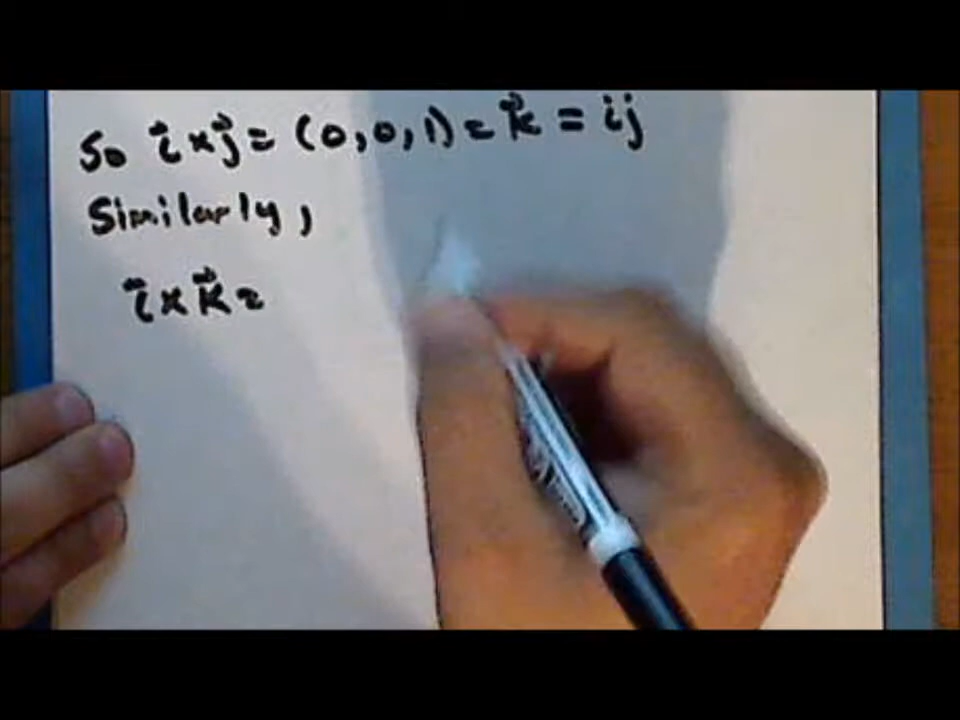 So i⃗ × j⃗ = (0,0,1) = k⃗ = ij
Similarly,
i⃗ × k⃗ =